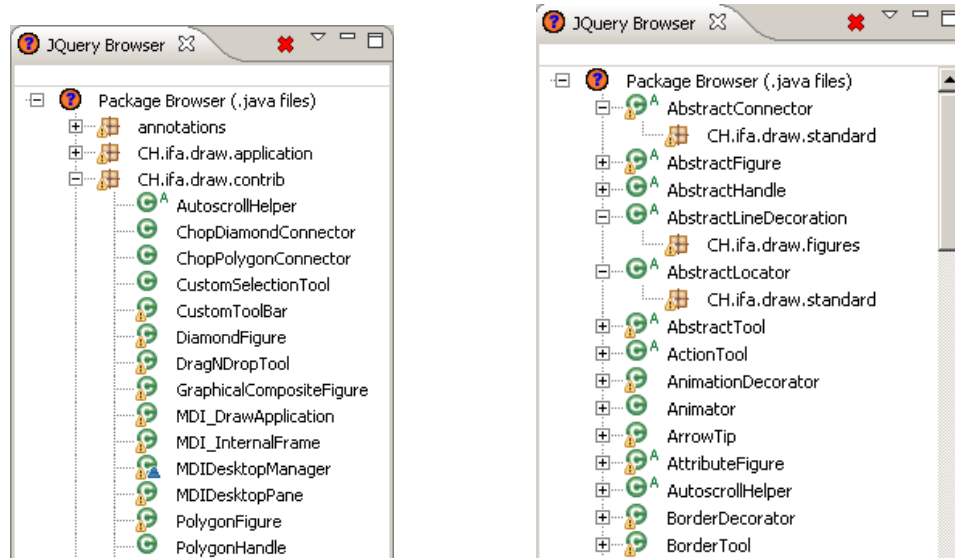 JQuery Browser
Package Browser (.java files)
annotations
CH.ifa.draw.application
CH.ifa.draw.contrib
A AutoscrollHelper
ChopDiamondConnector
ChopPolygonConnector
CustomSelectionTool
CustomToolBar
DiamondFigure
DragNDropTool
GraphicalCompositeFigure
MDI_DrawApplication
MDI_InternalFrame
MDIDesktopManager
MDIDesktopPane
PolygonFigure
PolygonHandle
JQuery Browser
Package Browser (.java files)
A AbstractConnector
CH.ifa.draw.standard
A AbstractFigure
A AbstractHandle
A AbstractLineDecoration
CH.ifa.draw.figures
A AbstractLocator
CH.ifa.draw.standard
A AbstractTool
A ActionTool
AnimationDecorator
Animator
ArrowTip
A AttributeFigure
A AutoscrollHelper
BorderDecorator
BorderTool